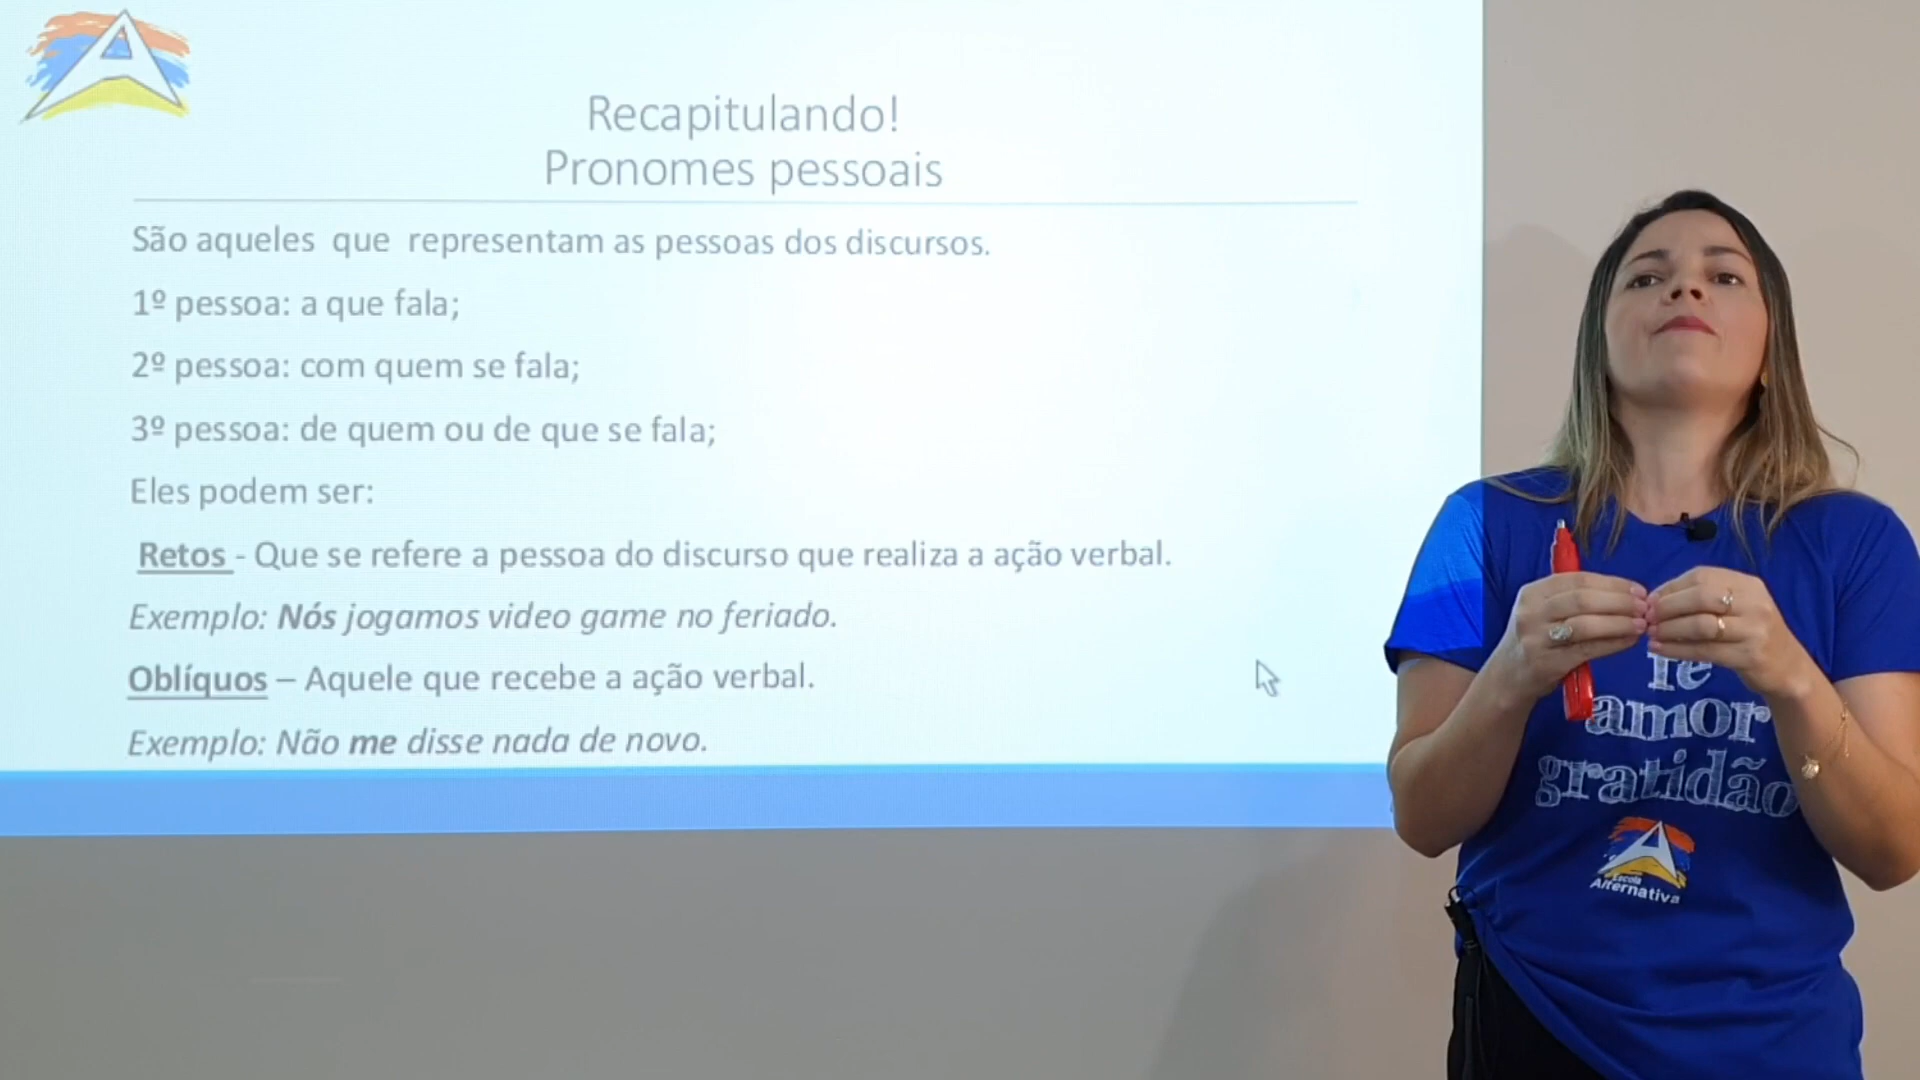 Recapitulando!
Pronomes pessoais
São aqueles que representam as pessoas dos discursos.
1º pessoa: a que fala;
2º pessoa: com quem se fala;
3º pessoa: de quem ou de que se fala;
Eles podem ser:
Retos - Que se refere a pessoa do discurso que realiza a ação verbal.
Exemplo: Nós jogamos video game no feriado.
Oblíquos – Aquele que recebe a ação verbal.
Exemplo: Não me disse nada de novo.
fé
amor
gratidão
A
Escola
Alternativa